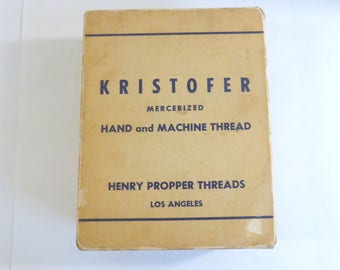 KRISTOFER
MERCERIZED
HAND and MACHINE THREAD
HENRY PROPPER THREADS
LOS ANGELES